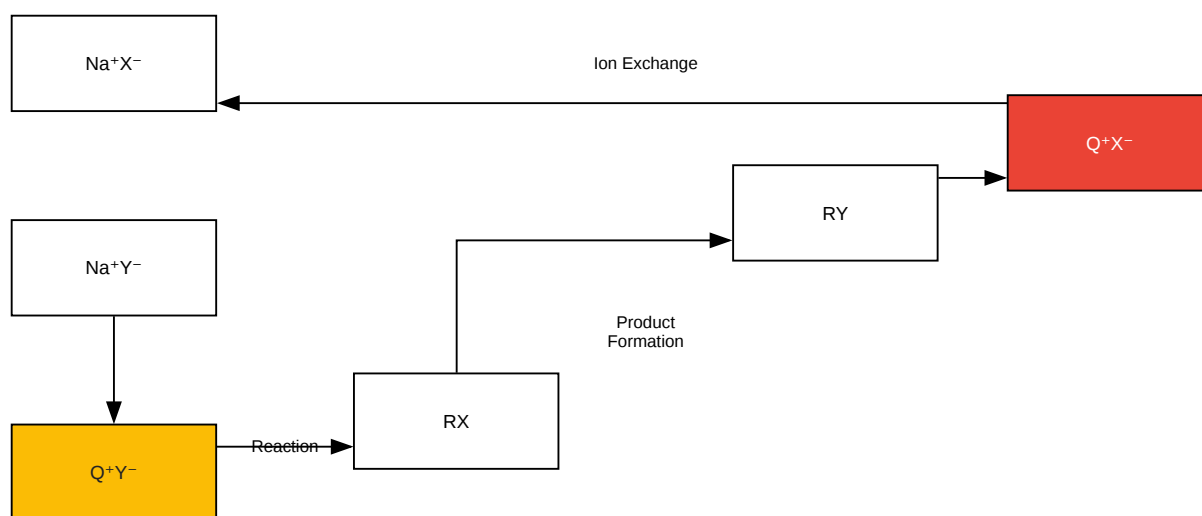 Na⁺X⁻
Ion Exchange
Q⁺X⁻
RY
Na⁺Y⁻
Product
Formation
RX
Reaction
Q⁺Y⁻